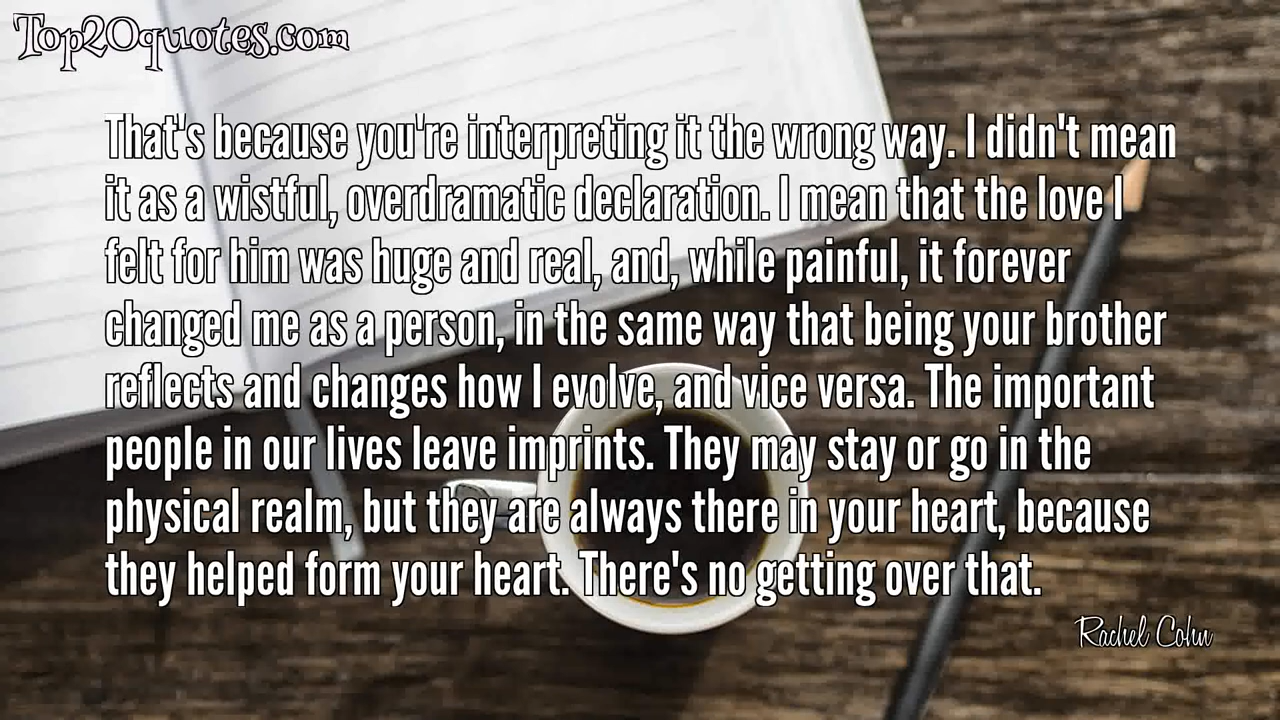 Top20quotes.com
That's because you're interpreting it the wrong way. I didn't mean
it as a wistful, overdramatic declaration. I mean that the love I
felt for him was huge and real, and, while painful, it forever
changed me as a person, in the same way that being your brother
reflects and changes how I evolve, and vice versa. The important
people in our lives leave imprints. They may stay or go in the
physical realm, but they are always there in your heart, because
they helped form your heart. There's no getting over that.
Rachel Cohn